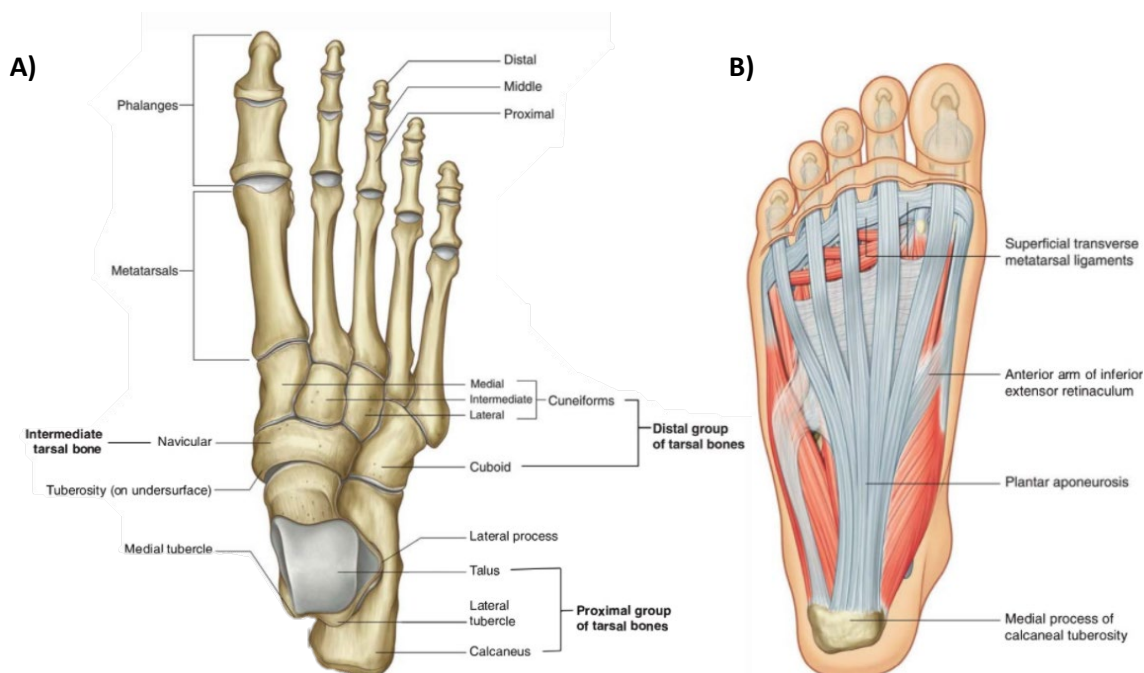 A)
Phalanges
Metatarsals
Distal
Middle
Proximal
Medial
Intermediate
Lateral
Cuneiforms
Distal group
of tarsal bones
Cuboid
Intermediate
tarsal bone
Navicular
Tuberosity (on undersurface)
Medial tubercle
Lateral process
Talus
Lateral
tubercle
Calcaneus
Proximal group
of tarsal bones
B)
Superficial transverse
metatarsal ligaments
Anterior arm of inferior
extensor retinaculum
Plantar aponeurosis
Medial process of
calcaneal tuberosity